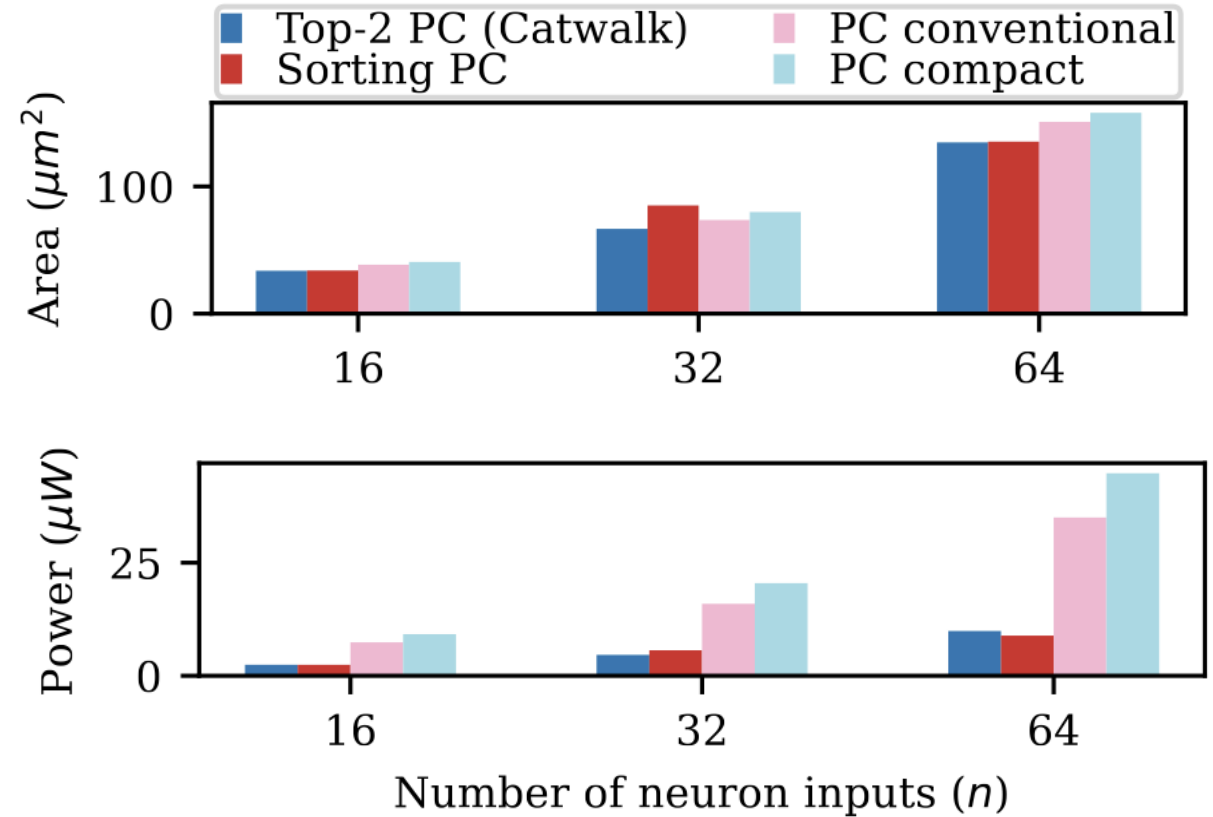 Top-2 PC (Catwalk)
Sorting PC
PC conventional
PC compact
Area (μm²)
100
0
16
32
64
Power (μW)
25
0
16
32
64
Number of neuron inputs (n)